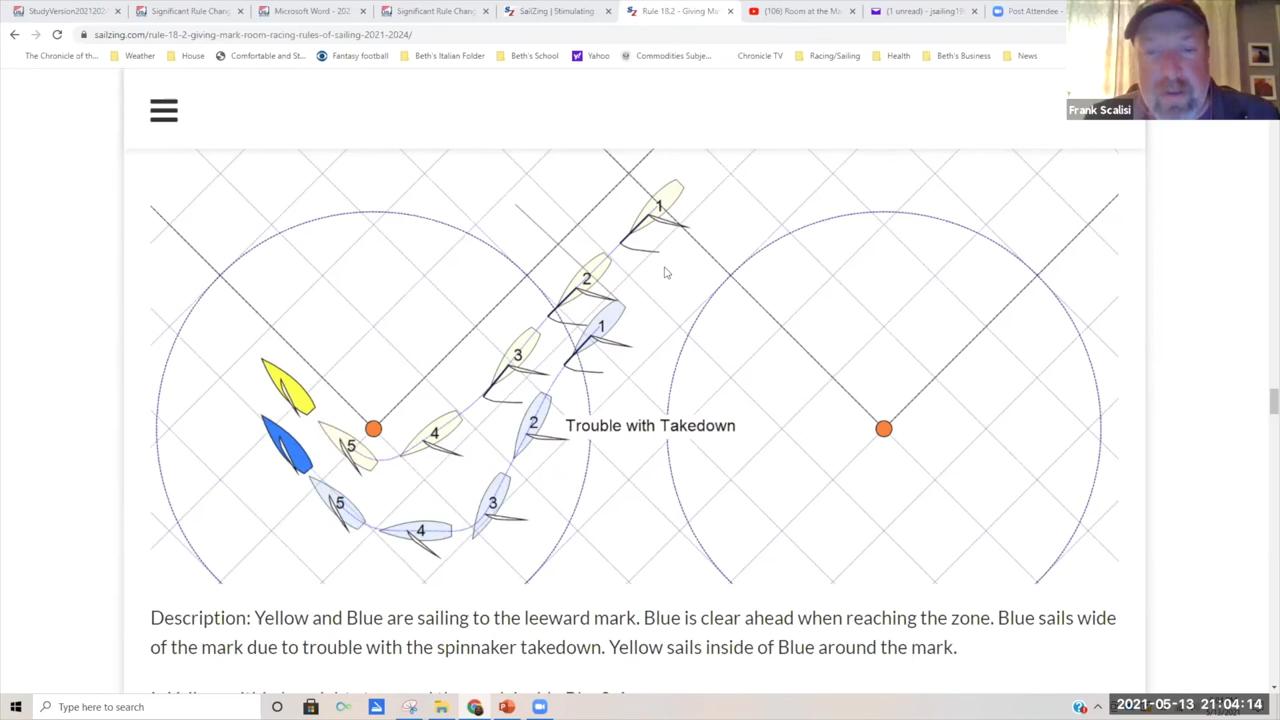 StudyVersion2021202
Significant Rule Chang
Microsoft Word - 202
Significant Rule Chang
SailZing | Stimulating
Rule 18.2 - Giving Ma
(106) Room at the Ma
(1 unread) - jsailing19
Post Attendee -
sailzing.com/rule-18-2-giving-mark-room-racing-rules-of-sailing-2021-2024/
The Chronicle of th...
Weather
House
Comfortable and St...
Fantasy football
Beth's Italian Folder
Beth's School
Yahoo
Commodities Subje...
Chronicle TV
Racing/Sailing
Health
Beth's Business
News
Frank Scalisi
1
2
1
3
2
4
5
3
5
4
Trouble with Takedown
Description: Yellow and Blue are sailing to the leeward mark. Blue is clear ahead when reaching the zone. Blue sails wide
of the mark due to trouble with the spinnaker takedown. Yellow sails inside of Blue around the mark.
Type here to search
2021-05-13 21:04:14